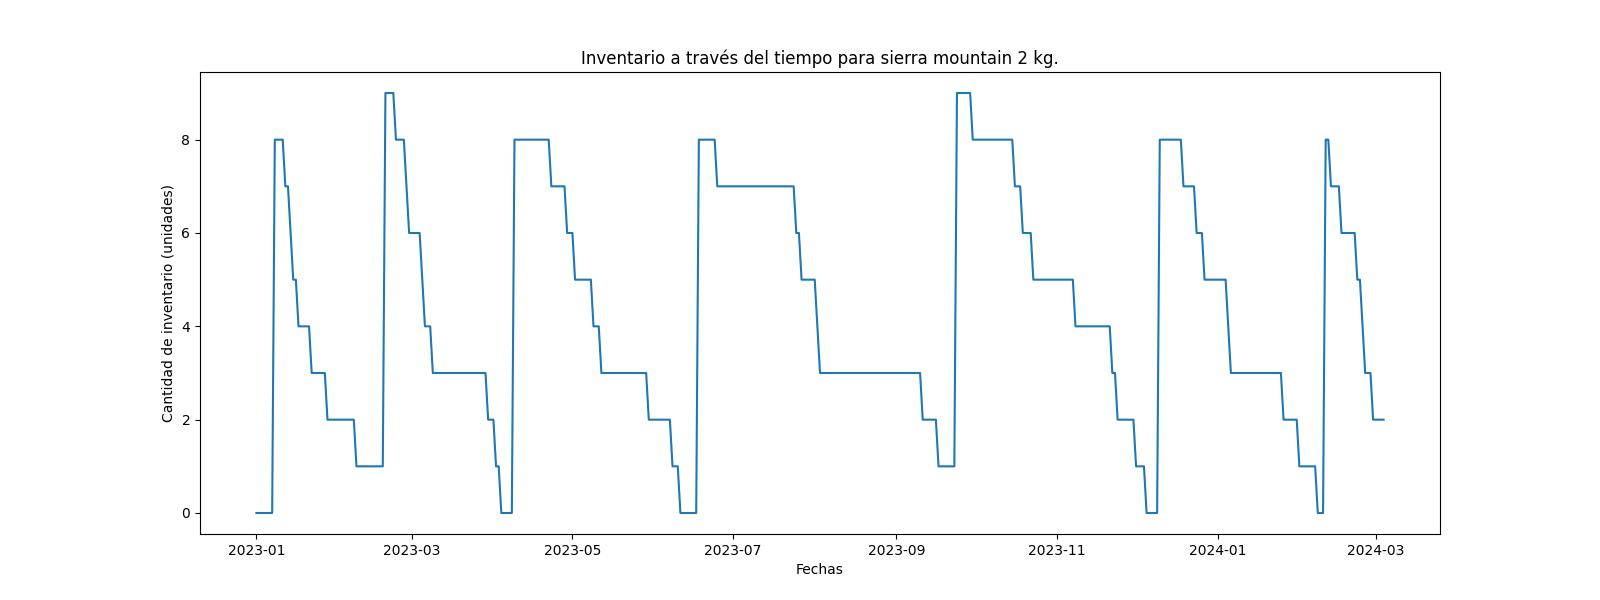 Inventario a través del tiempo para sierra mountain 2 kg.
Cantidad de inventario (unidades)
8
6
4
2
0
2023-01 2023-03 2023-05 2023-07 2023-09 2023-11 2024-01 2024-03
Fechas